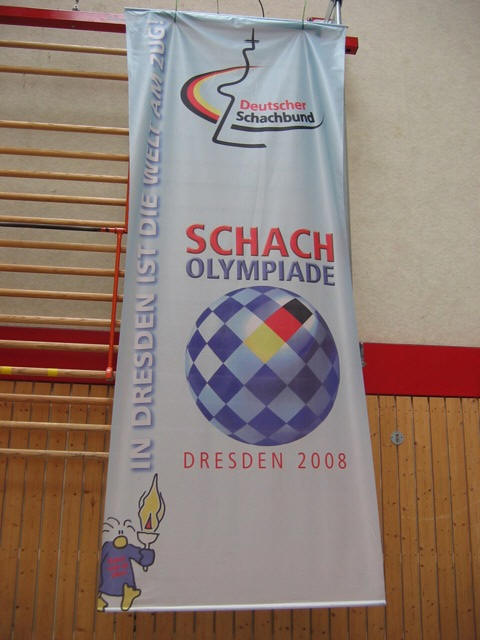 Deutscher
Schachbund
IN DRESDEN IST DIE WELT AM ZUG!
SCHACH
OLYMPIADE
DRESDEN 2008